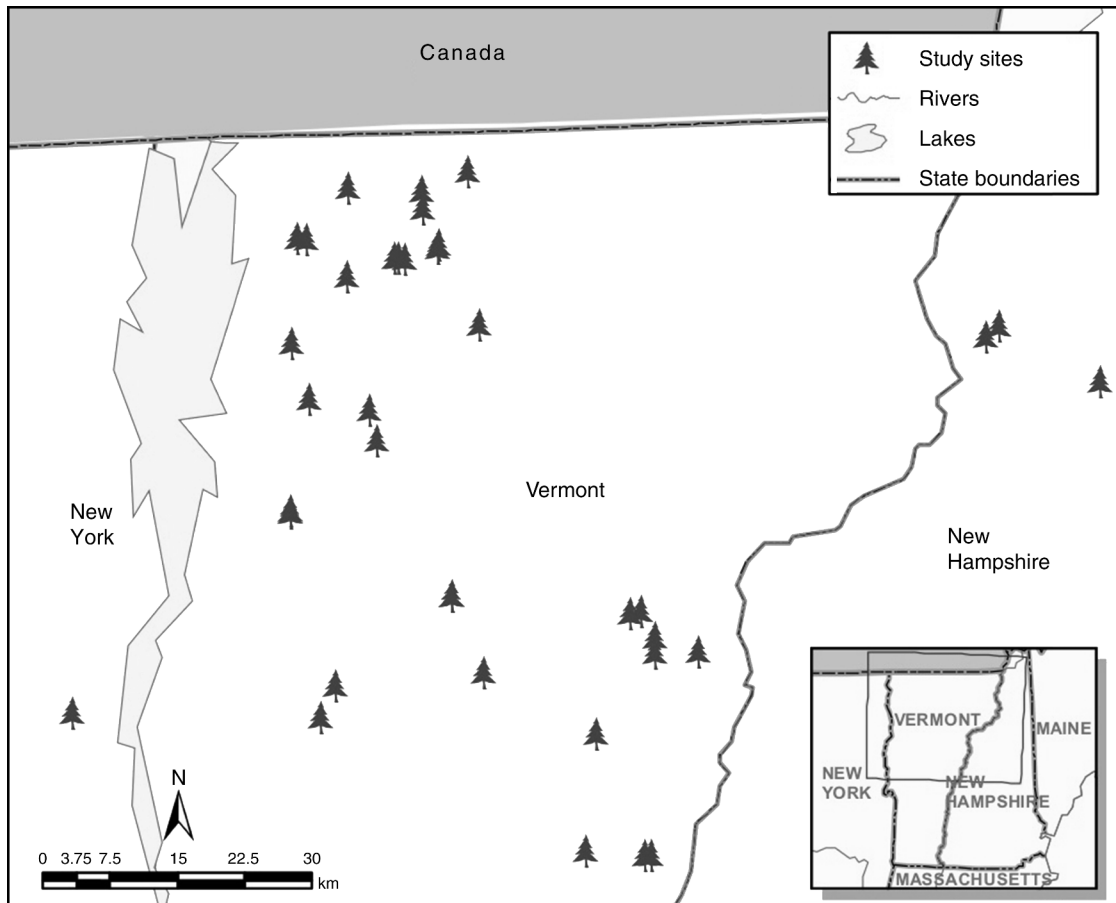 Canada
Study sites
Rivers
Lakes
State boundaries
Vermont
New
York
New
Hampshire
N
0 3.75 7.5 15 22.5 30
km
VERMONT
MAINE
NEW
YORK
NEW
HAMPSHIRE
MASSACHUSETTS